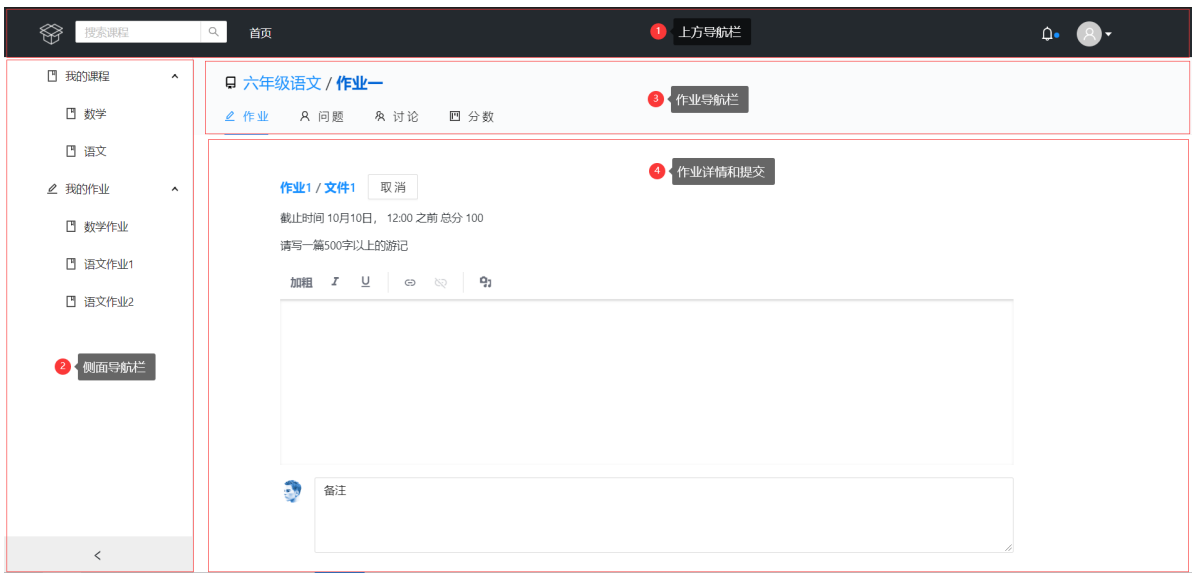 搜索课程 首页 1 上方导航栏
我的课程
数学
语文
我的作业
数学作业
语文作业1
语文作业2
2 侧面导航栏
六年级语文 / 作业一
3 作业导航栏
作业 问题 讨论 分数
4 作业详情和提交
作业1 / 文件1 取消
截止时间 10月10日， 12:00 之前 总分 100
请写一篇500字以上的游记
加粗 I U
备注